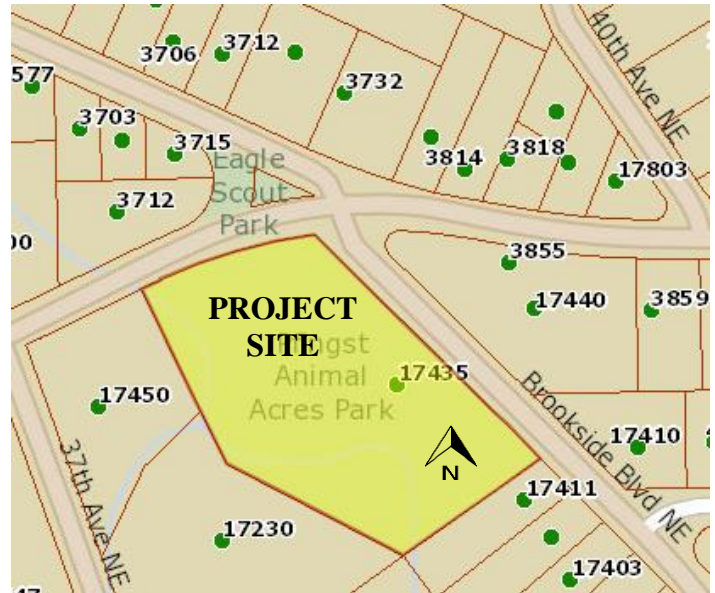 3712
3706
40th Ave NE
577
3732
3703
3715
3818
3814
17803
Eagle
Scout
Park
3712
00
3855
PROJECT
SITE
17440
3859
Pfingst
Animal
Acres Park
17435
17450
Brookside Blvd NE
N
17410
37th Ave NE
17411
17230
17403